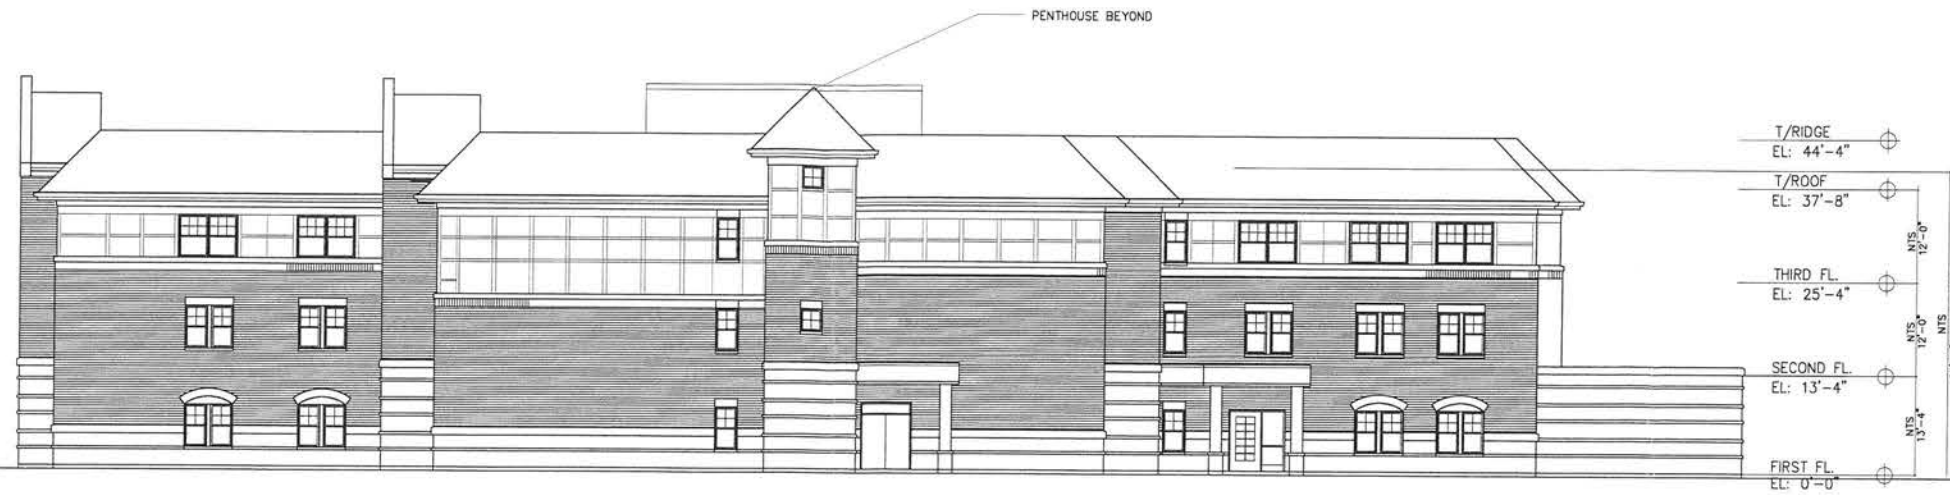 PENTHOUSE BEYOND
T/RIDGE
EL: 44'-4"
T/ROOF
EL: 37'-8"
NTS
12'-0"
THIRD FL.
EL: 25'-4"
NTS
12'-0"
NTS
SECOND FL.
EL: 13'-4"
NTS
13'-4"
FIRST FL.
EL: 0'-0"